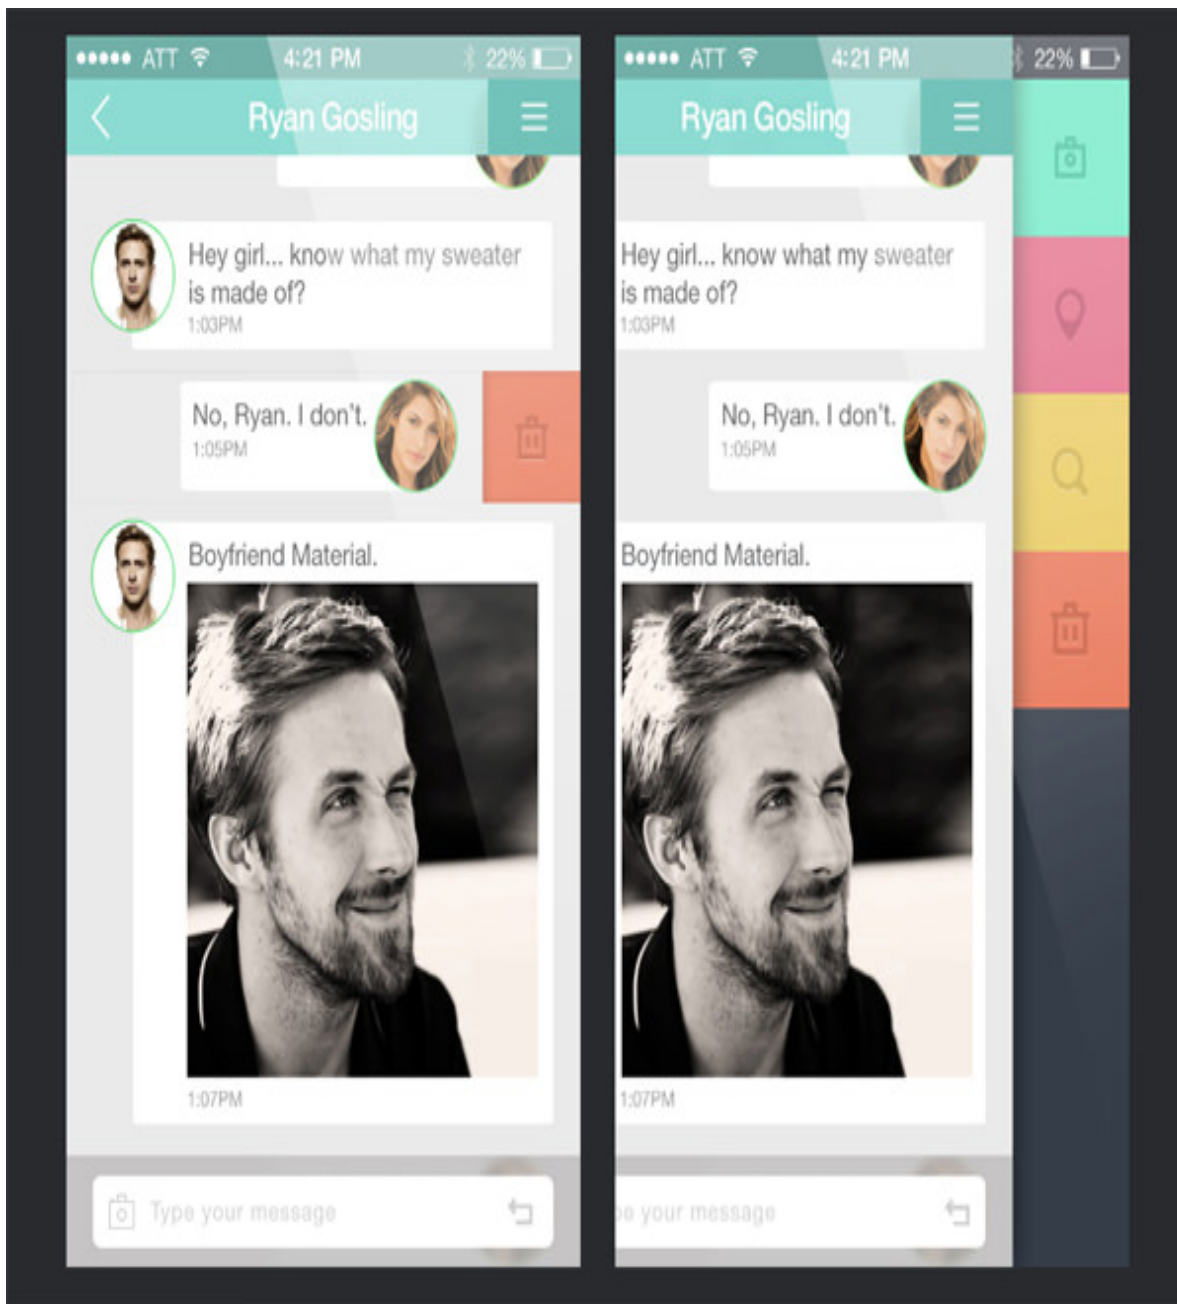 ATT 4:21 PM 22%
Ryan Gosling
Hey girl... know what my sweater
is made of?
1:03PM
No, Ryan. I don't.
1:05PM
Boyfriend Material.
1:07PM
Type your message
ATT 4:21 PM 22%
Ryan Gosling
Hey girl... know what my sweater
is made of?
1:03PM
No, Ryan. I don't.
1:05PM
Boyfriend Material.
1:07PM
pe your message